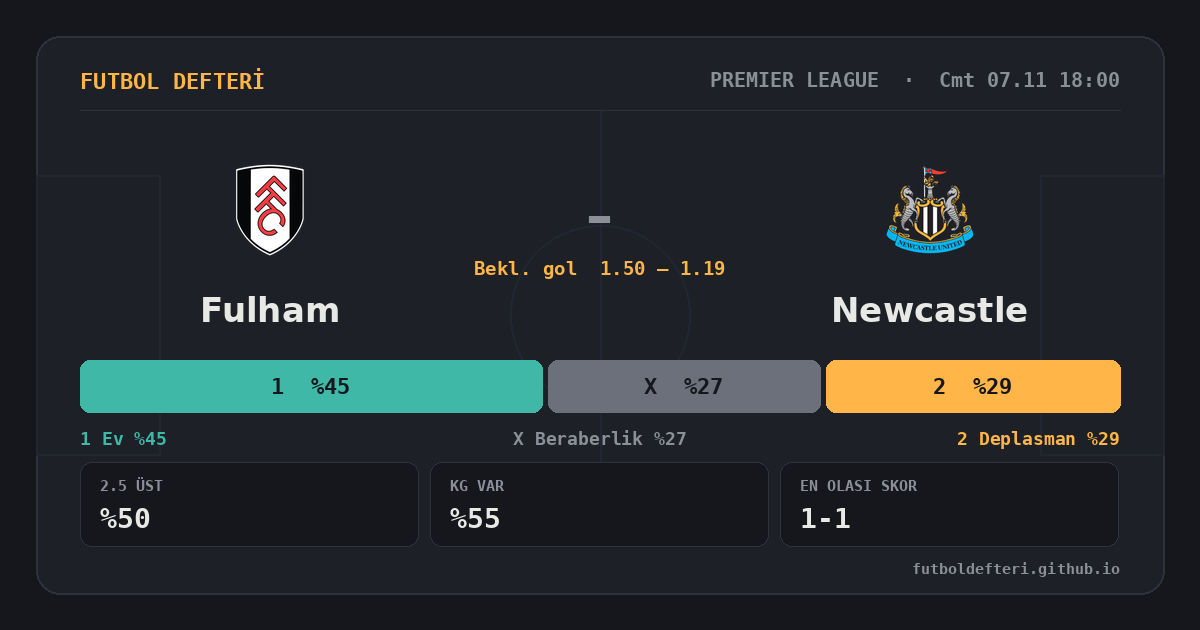 FUTBOL DEFTERİ
PREMIER LEAGUE · Cmt 07.11 18:00
NEWCASTLE UNITED
–
Bekl. gol 1.50 – 1.19
Fulham
Newcastle
1 %45
X %27
2 %29
1 Ev %45
X Beraberlik %27
2 Deplasman %29
2.5 ÜST
KG VAR
EN OLASI SKOR
%50
%55
1-1
futboldefteri.github.io